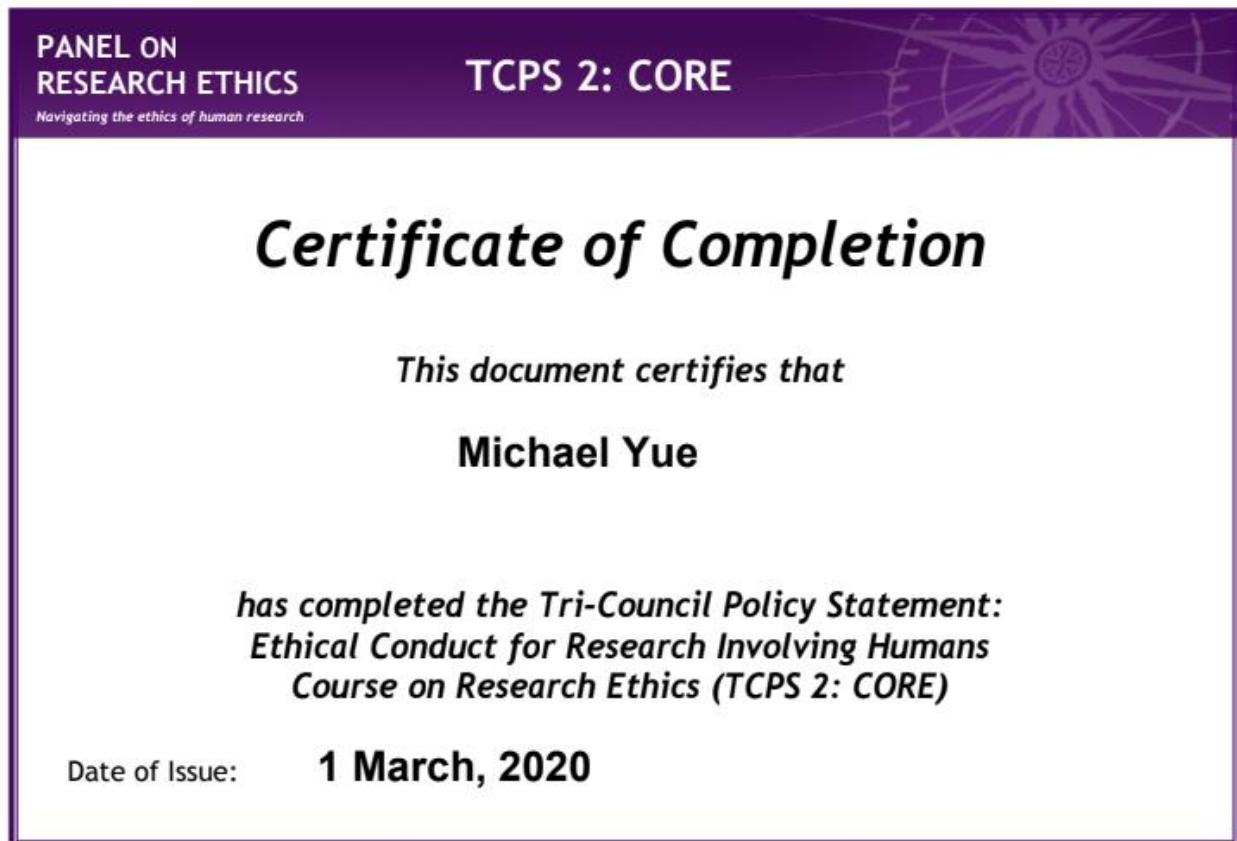 PANEL ON
RESEARCH ETHICS
Navigating the ethics of human research
TCPS 2: CORE
Certificate of Completion
This document certifies that
Michael Yue
has completed the Tri-Council Policy Statement:
Ethical Conduct for Research Involving Humans
Course on Research Ethics (TCPS 2: CORE)
Date of Issue: 1 March, 2020